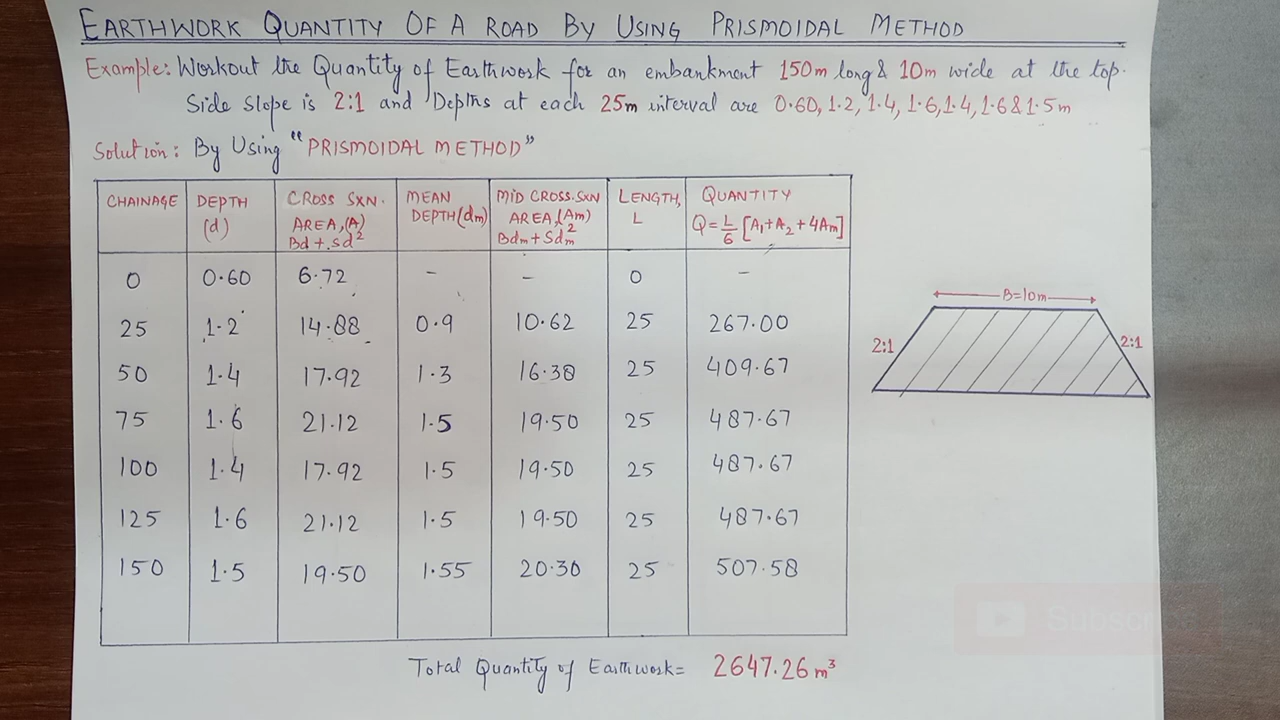 EARTHWORK QUANTITY OF A ROAD BY USING PRISMOIDAL METHOD
Example: Workout the Quantity of Earthwork for an embankment 150m long & 10m wide at the top.
Side slope is 2:1 and Depths at each 25m interval are 0.60, 1.2, 1.4, 1.6, 1.4, 1.6 & 1.5m
Solution: By Using "PRISMOIDAL METHOD"
CHAINAGE DEPTH (d) CROSS SXN. AREA, (A) Bd + Sd² MEAN DEPTH (dm) MID CROSS.SXN AREA, (Am) Bdm + Sdm² LENGTH, L QUANTITY Q = L/6 [A₁+A₂+4Am]
0 0.60 6.72 - - 0 -
25 1.2 14.88 0.9 10.62 25 267.00
50 1.4 17.92 1.3 16.38 25 409.67
75 1.6 21.12 1.5 19.50 25 487.67
100 1.4 17.92 1.5 19.50 25 487.67
125 1.6 21.12 1.5 19.50 25 487.67
150 1.5 19.50 1.55 20.30 25 507.58
Total Quantity of Earthwork = 2647.26 m³
B=10m
2:1 2:1